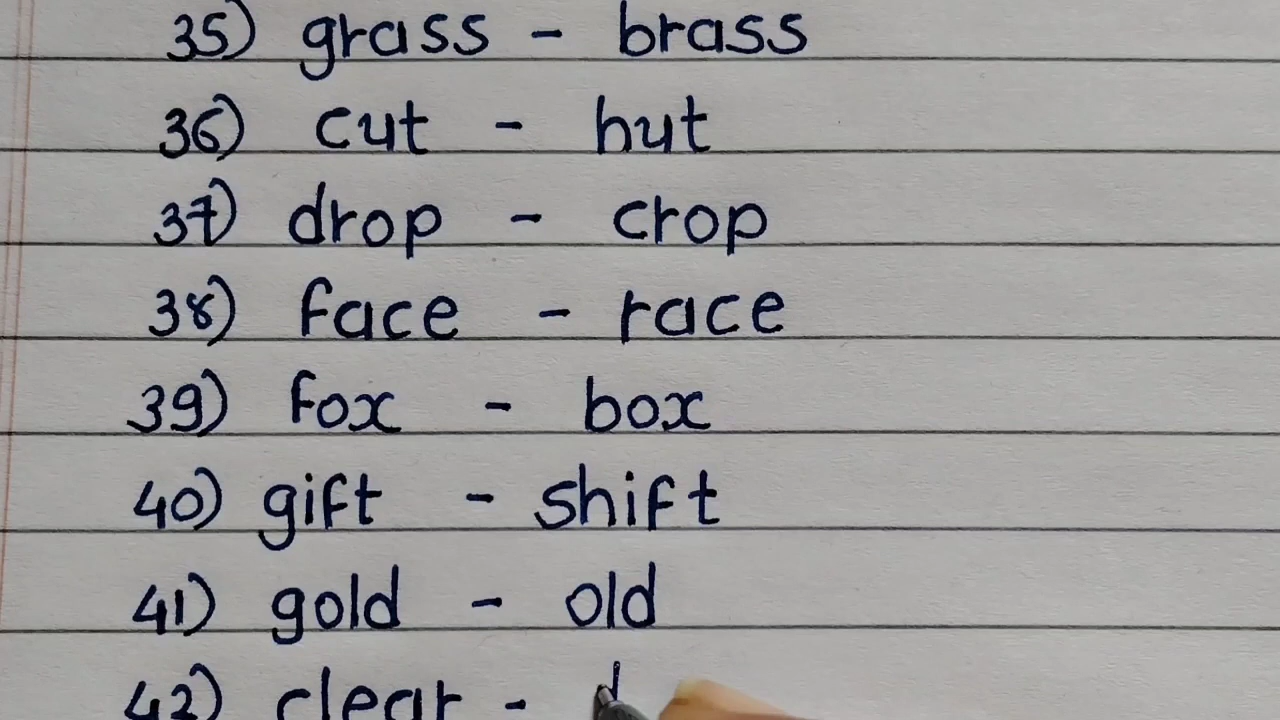 35) grass - brass
36) cut - hut
37) drop - crop
38) face - race
39) fox - box
40) gift - shift
41) gold - old
42) clear -